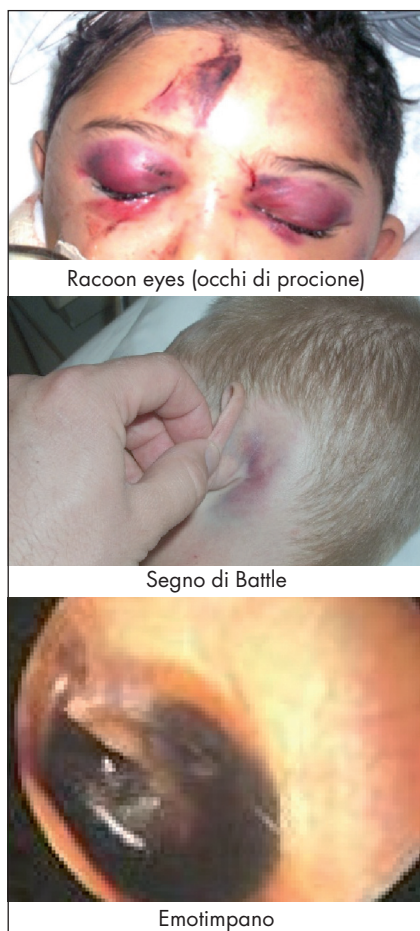 Racoon eyes (occhi di procione)
Segno di Battle
Emotimpano